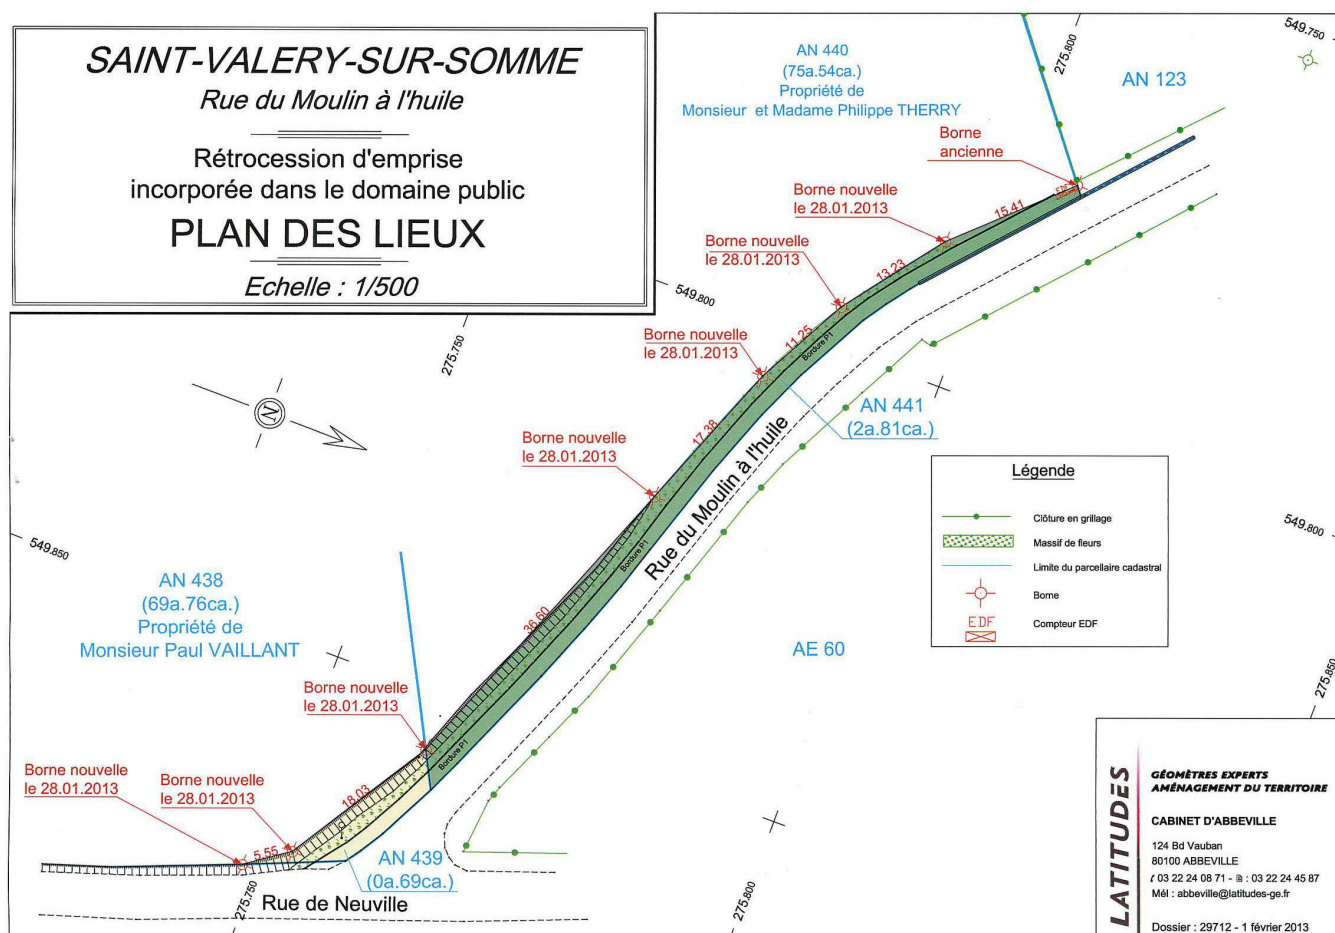 SAINT-VALERY-SUR-SOMME
Rue du Moulin à l'huile
Rétrocession d'emprise
incorporée dans le domaine public
PLAN DES LIEUX
Echelle : 1/500
AN 440
(75a.54ca.)
Propriété de
Monsieur et Madame Philippe THERRY
275.800
AN 123
549.750
Borne
ancienne
EDF
Borne nouvelle
le 28.01.2013
15.41
Borne nouvelle
le 28.01.2013
13.23
549.800
Borne nouvelle
le 28.01.2013
11.25
Bordure P1
275.750
N
AN 441
(2a.81ca.)
Borne nouvelle
le 28.01.2013
17.38
Rue du Moulin à l'huile
Légende
Clôture en grillage
Massif de fleurs
Limite du parcellaire cadastral
Borne
EDF
Compteur EDF
549.800
549.850
Bordure P1
36.60
AN 438
(69a.76ca.)
Propriété de
Monsieur Paul VAILLANT
AE 60
275.850
Borne nouvelle
le 28.01.2013
Bordure P1
Borne nouvelle
le 28.01.2013
Borne nouvelle
le 28.01.2013
18.03
5.55
AN 439
(0a.69ca.)
275.750
Rue de Neuville
275.800
LATITUDES
GÉOMÈTRES EXPERTS
AMÉNAGEMENT DU TERRITOIRE
CABINET D'ABBEVILLE
124 Bd Vauban
80100 ABBEVILLE
03 22 24 08 71 - : 03 22 24 45 87
Mél : abbeville@latitudes-ge.fr
Dossier : 29712 - 1 février 2013